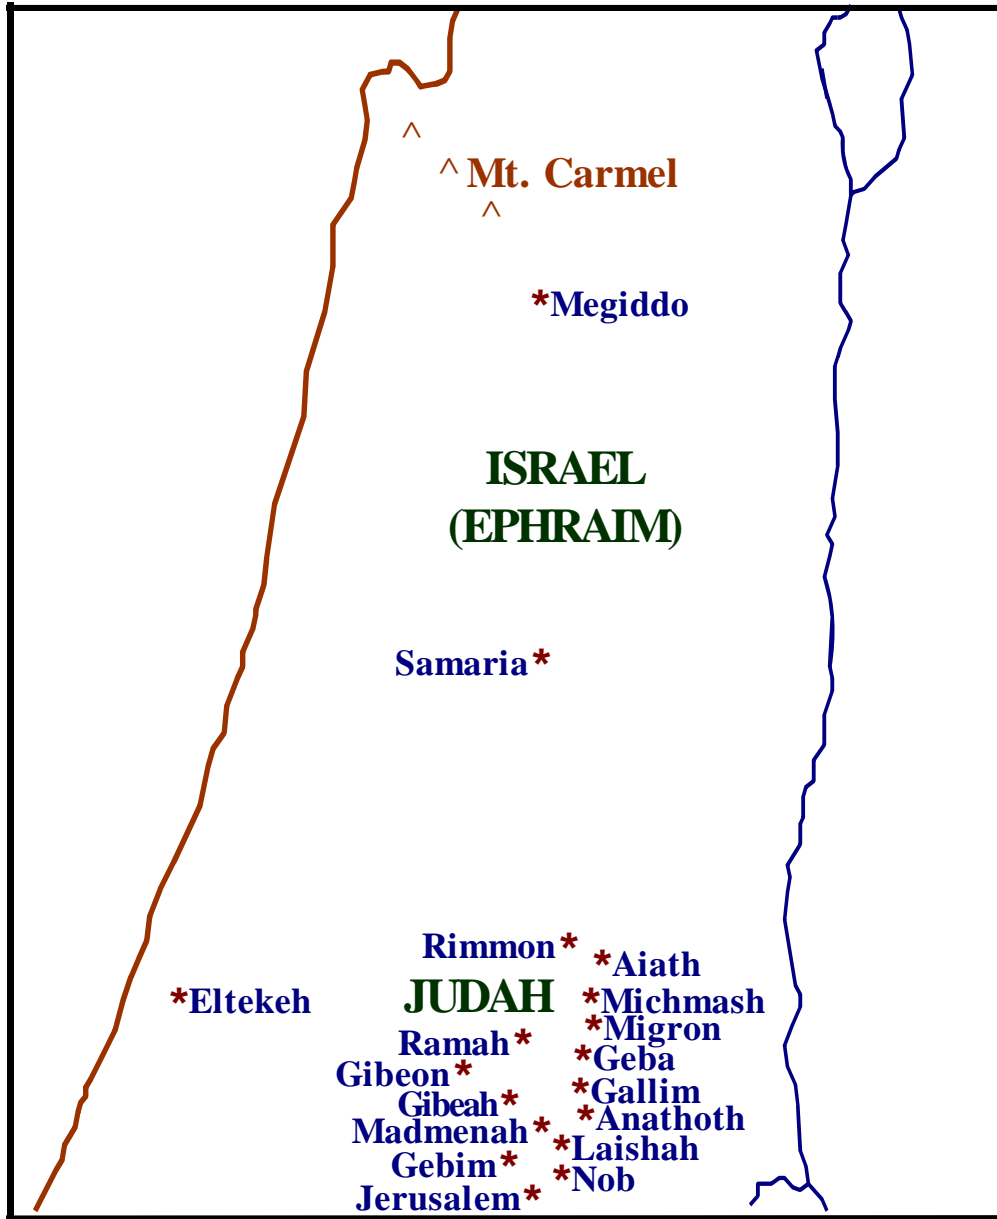 ^
^ Mt. Carmel
^
*Megiddo
ISRAEL
(EPHRAIM)
Samaria*
Rimmon*
*Aiath
*Eltekeh
JUDAH
*Michmash
*Migron
Ramah*
*Geba
Gibeon*
*Gallim
Gibeah*
*Anathoth
Madmenah*
*Laishah
Gebim*
*Nob
Jerusalem*